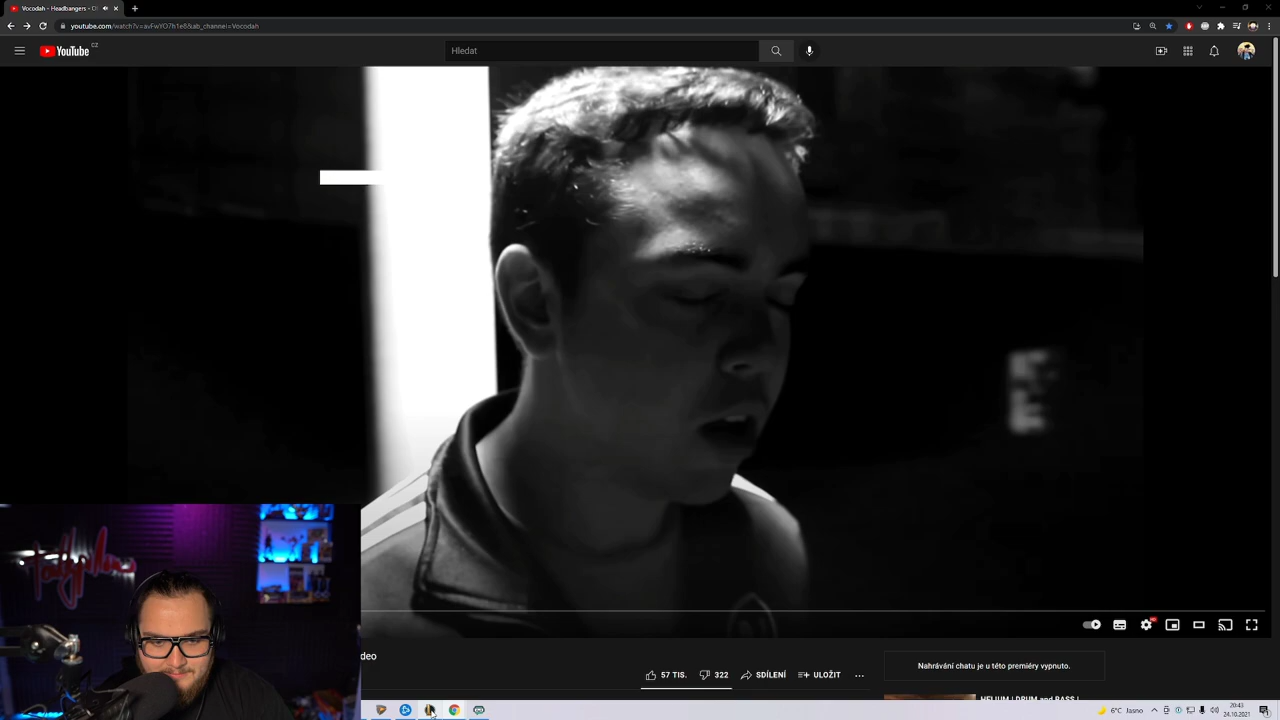 Vocodah - Headbangers - O
youtube.com/watch?v=avFwYO7h1e8&ab_channel=Vocodah
YouTube CZ
Hledat
deo
57 TIS.
322
SDÍLENÍ
ULOŽIT
Nahrávání chatu je u této premiéry vypnuto.
HELIUM | DRUM and BASS |
6°C Jasno
20:43
24.10.2021